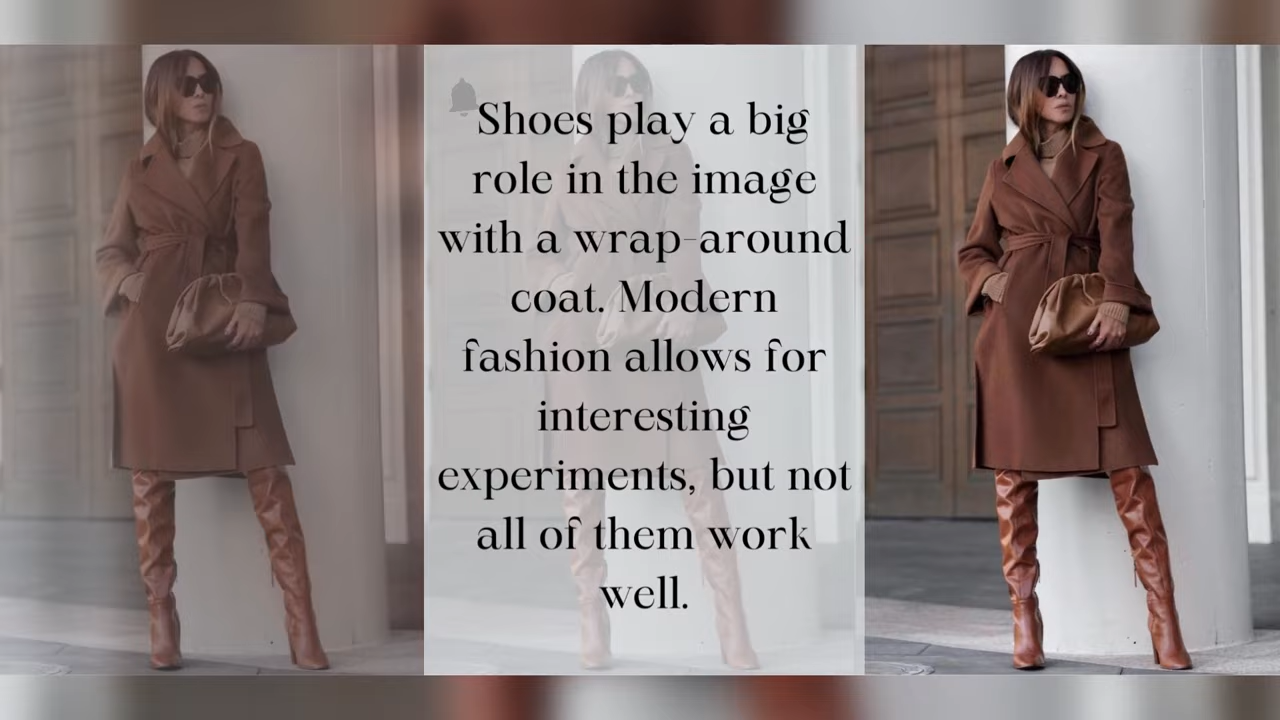 Shoes play a big
role in the image
with a wrap-around
coat. Modern
fashion allows for
interesting
experiments, but not
all of them work
well.